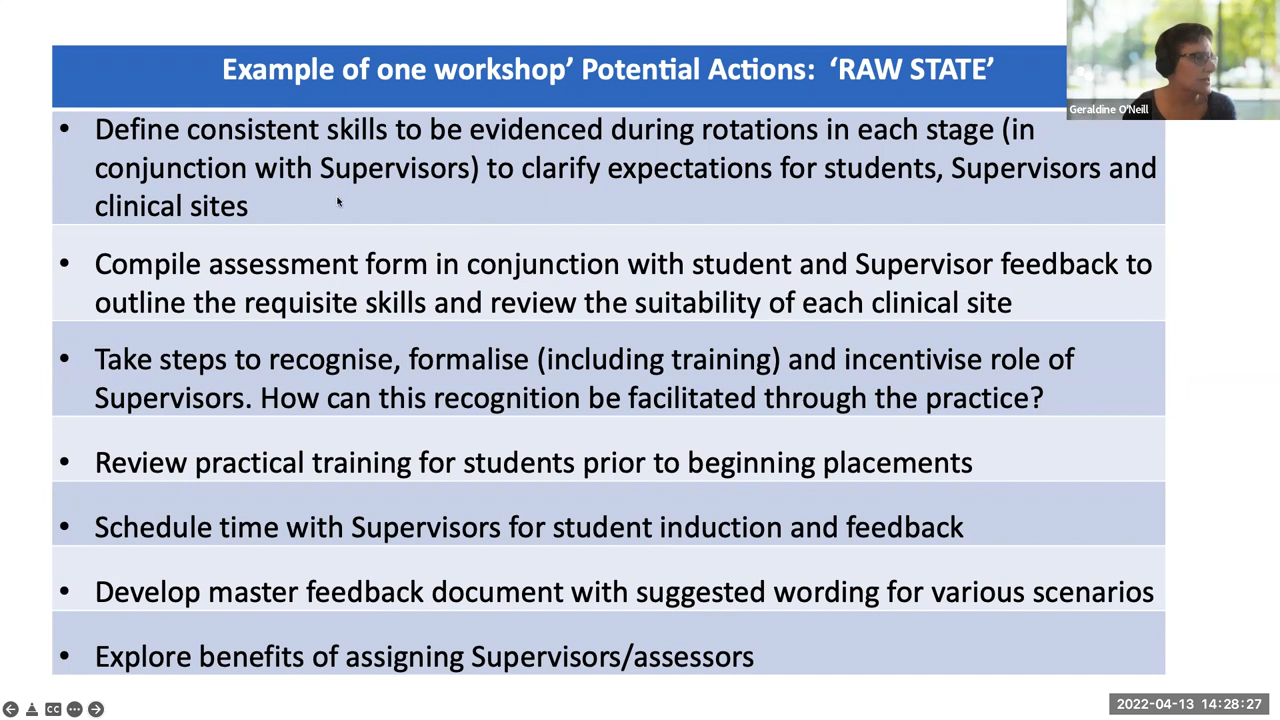 Example of one workshop’ Potential Actions: ‘RAW STATE’
Geraldine O'Neill
• Define consistent skills to be evidenced during rotations in each stage (in
conjunction with Supervisors) to clarify expectations for students, Supervisors and
clinical sites
• Compile assessment form in conjunction with student and Supervisor feedback to
outline the requisite skills and review the suitability of each clinical site
• Take steps to recognise, formalise (including training) and incentivise role of
Supervisors. How can this recognition be facilitated through the practice?
• Review practical training for students prior to beginning placements
• Schedule time with Supervisors for student induction and feedback
• Develop master feedback document with suggested wording for various scenarios
• Explore benefits of assigning Supervisors/assessors
CC
2022-04-13 14:28:27